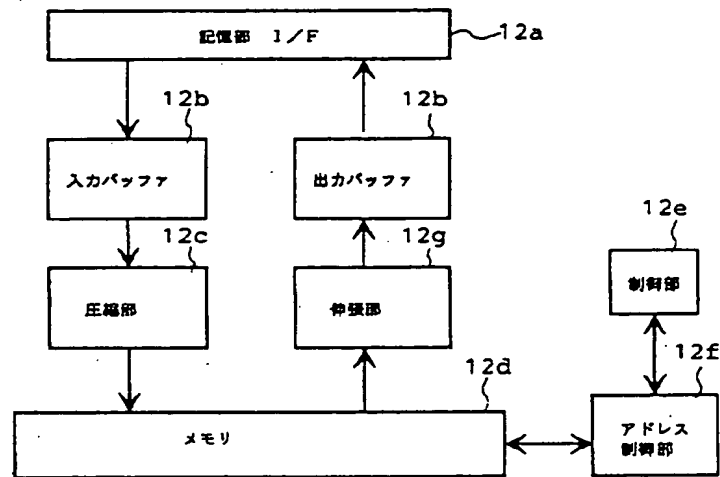 記憶部 I/F
12a
12b
12b
入力バッファ
出力バッファ
12c
12g
12e
圧縮部
伸張部
制御部
12f
12d
メモリ
アドレス
制御部